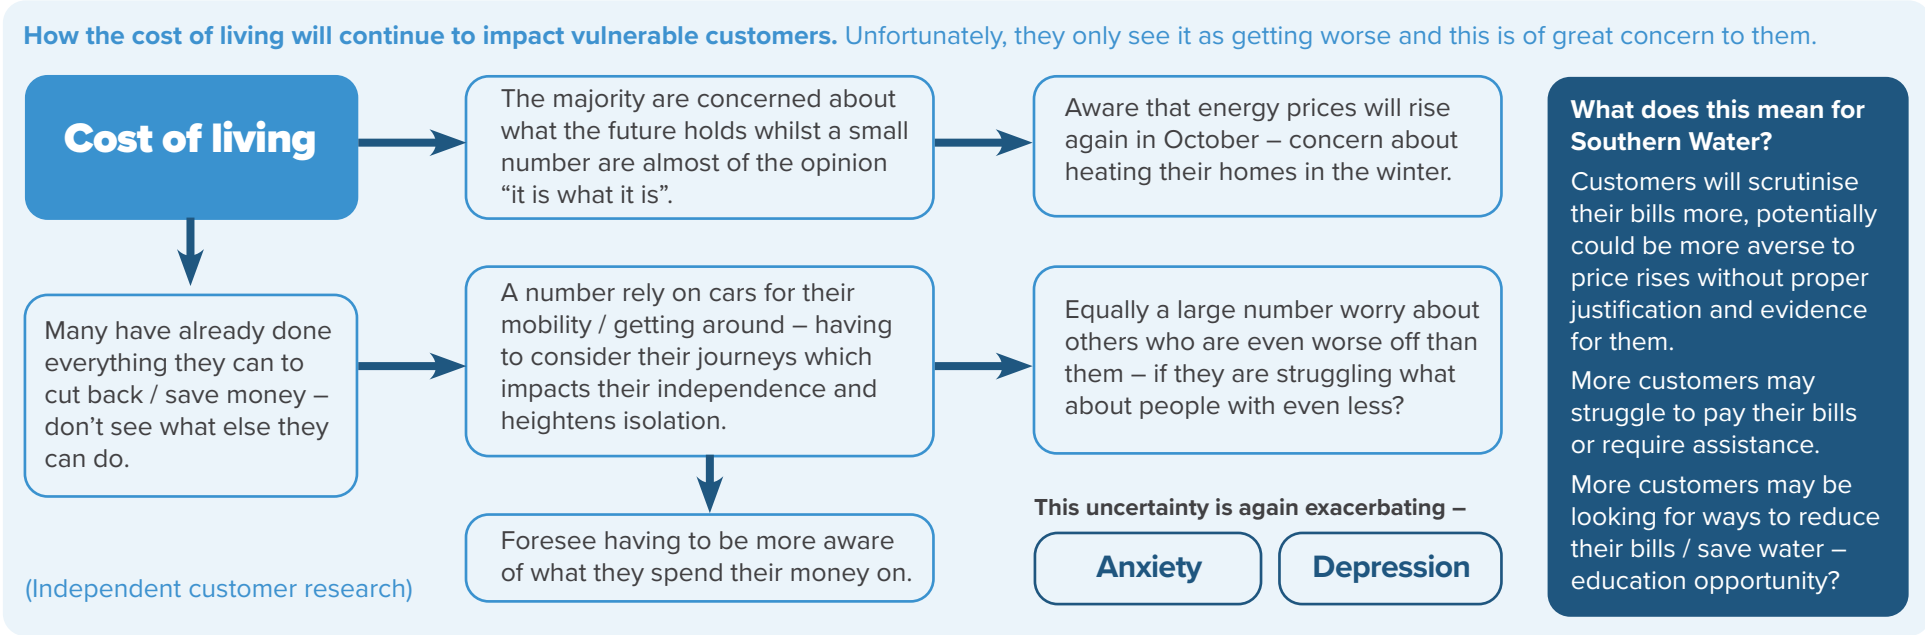 How the cost of living will continue to impact vulnerable customers. Unfortunately, they only see it as getting worse and this is of great concern to them.
Cost of living
The majority are concerned about
what the future holds whilst a small
number are almost of the opinion
“it is what it is”.
Aware that energy prices will rise
again in October – concern about
heating their homes in the winter.
Many have already done
everything they can to
cut back / save money –
don’t see what else they
can do.
A number rely on cars for their
mobility / getting around – having
to consider their journeys which
impacts their independence and
heightens isolation.
Equally a large number worry about
others who are even worse off than
them – if they are struggling what
about people with even less?
Foresee having to be more aware
of what they spend their money on.
This uncertainty is again exacerbating –
Anxiety
Depression
(Independent customer research)
What does this mean for
Southern Water?
Customers will scrutinise
their bills more, potentially
could be more averse to
price rises without proper
justification and evidence
for them.
More customers may
struggle to pay their bills
or require assistance.
More customers may be
looking for ways to reduce
their bills / save water –
education opportunity?